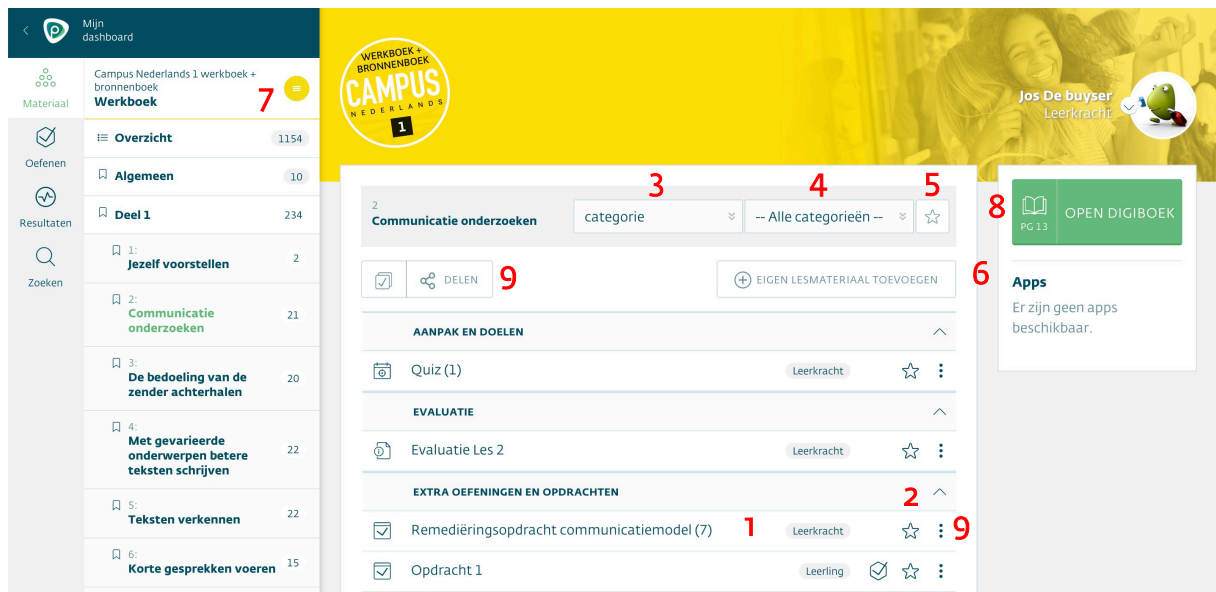 Mijn
dashboard
Materiaal
Oefenen
Resultaten
Zoeken
Campus Nederlands 1 werkboek +
bronnenboek
Werkboek
7
Overzicht 1154
Algemeen 10
Deel 1 234
1:
Jezelf voorstellen 2
2:
Communicatie
onderzoeken 21
3:
De bedoeling van de
zender achterhalen 20
4:
Met gevarieerde
onderwerpen betere
teksten schrijven 22
5:
Teksten verkennen 22
6:
Korte gesprekken voeren 15
WERKBOEK +
BRONNENBOEK
CAMPUS
NEDERLANDS
1
Jos De buyser
Leerkracht
3 4 5
2
Communicatie onderzoeken
categorie
-- Alle categorieën --
DELEN 9
EIGEN LESMATERIAAL TOEVOEGEN 6
AANPAK EN DOELEN
Quiz (1) Leerkracht
EVALUATIE
Evaluatie Les 2 Leerkracht
EXTRA OEFENINGEN EN OPDRACHTEN 2
Remediëringsopdracht communicatiemodel (7) 1 Leerkracht 9
Opdracht 1 Leerling
8
PG 13
OPEN DIGIBOEK
Apps
Er zijn geen apps
beschikbaar.